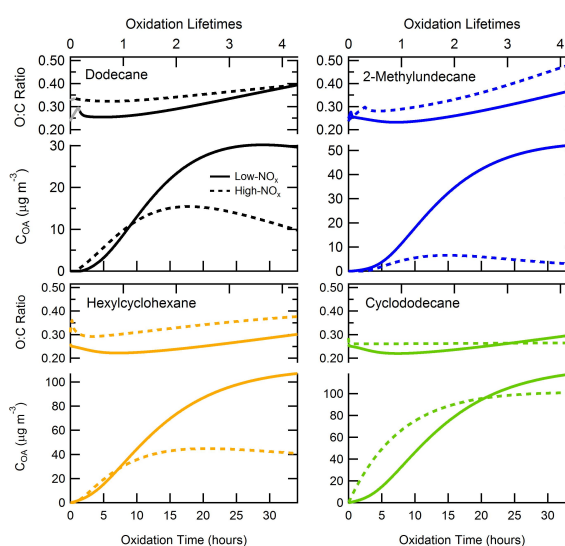 Oxidation Lifetimes
Oxidation Lifetimes
0 1 2 3 4
0 1 2 3 4
O:C Ratio
0.50
0.40
0.30
0.20
Dodecane
0.50
0.40
0.30
0.20
2-Methylundecane
C_OA (µg m⁻³)
30
20
10
0
Low-NOₓ
High-NOₓ
60
50
40
30
20
10
0
O:C Ratio
0.50
0.40
0.30
0.20
Hexylcyclohexane
0.50
0.40
0.30
0.20
Cyclododecane
C_OA (µg m⁻³)
100
80
60
40
20
0
100
80
60
40
20
0
0 5 10 15 20 25 30
0 5 10 15 20 25 30
Oxidation Time (hours)
Oxidation Time (hours)